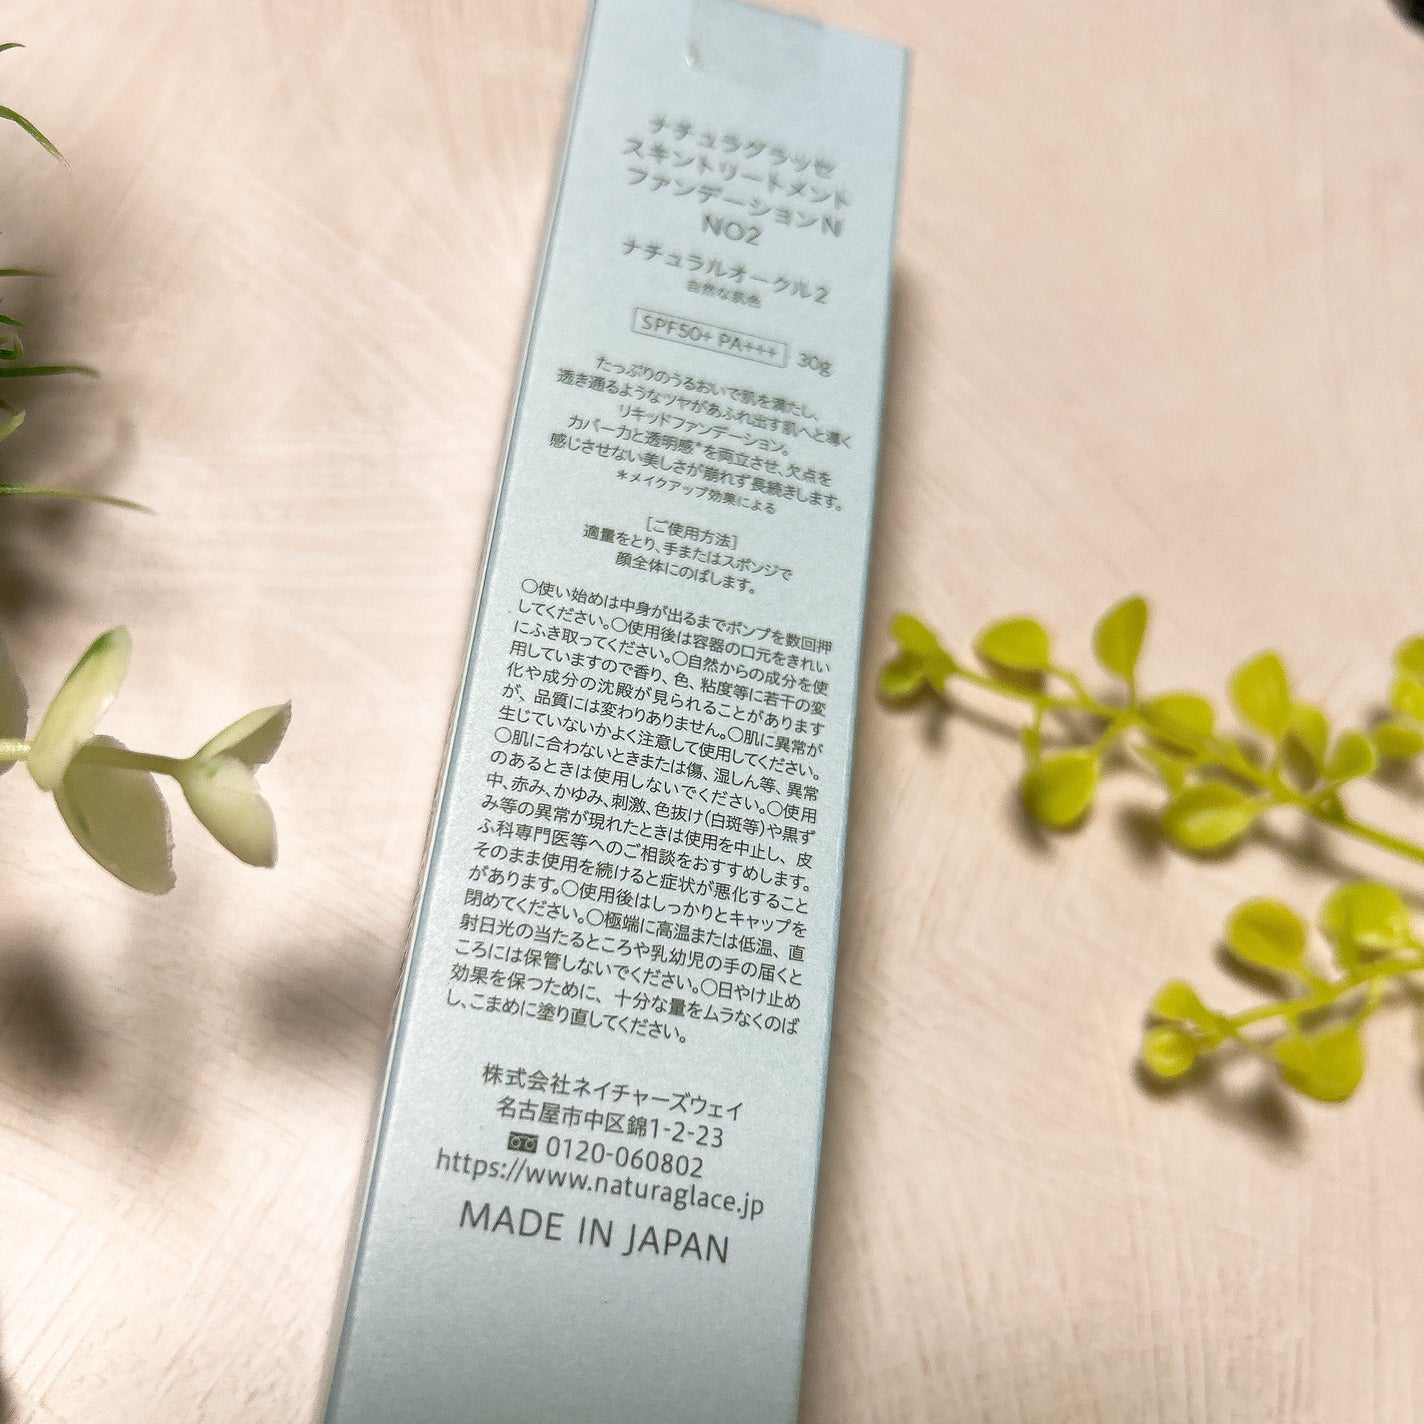 ナチュラグラッセ
スキントリートメント
ファンデーションN
NO2
ナチュラルオークル2
自然な肌色
SPF50+ PA+++ 30g
たっぷりのうるおいで肌を満たし、
透き通るようなツヤがあふれ出す肌へと導く
リキッドファンデーション。
カバー力と透明感*を両立させ、欠点を
感じさせない美しさが崩れず長続きします。
*メイクアップ効果による
[ご使用方法]
適量をとり、手またはスポンジで
顔全体にのばします。
○使い始めは中身が出るまでポンプを数回押
してください。○使用後は容器の口元をきれい
にふき取ってください。○自然からの成分を使
用していますので香り、色、粘度等に若干の変
化や成分の沈殿が見られることがあります
が、品質には変わりありません。○肌に異常が
生じていないかよく注意して使用してください。
○肌に合わないときまたは傷、湿しん等、異常
のあるときは使用しないでください。○使用
中、赤み、かゆみ、刺激、色抜け(白斑等)や黒ず
み等の異常が現れたときは使用を中止し、皮
ふ科専門医等へのご相談をおすすめします。
そのまま使用を続けると症状が悪化すること
があります。○使用後はしっかりとキャップを
閉めてください。○極端に高温または低温、直
射日光の当たるところや乳幼児の手の届くと
ころには保管しないでください。○日やけ止め
効果を保つために、十分な量をムラなくのば
し、こまめに塗り直してください。
株式会社ネイチャーズウェイ
名古屋市中区錦1-2-23
0120-060802
https://www.naturaglace.jp
MADE IN JAPAN